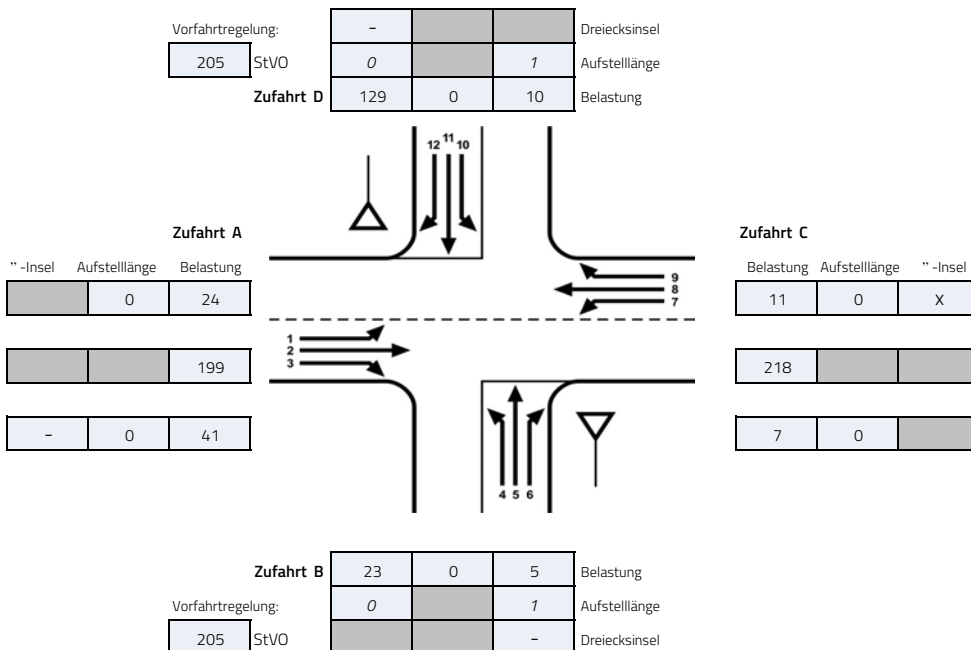 Vorfahrtregelung: - Dreiecksinsel
205 StVO 0 1 Aufstelllänge
Zufahrt D 129 0 10 Belastung
12 11 10
Zufahrt A Zufahrt C
"-Insel Aufstelllänge Belastung Belastung Aufstelllänge "-Insel
0 24 9 11 0 X
8
7
1
2 199 218
3
- 0 41 7 0
4 5 6
Zufahrt B 23 0 5 Belastung
Vorfahrtregelung: 0 1 Aufstelllänge
205 StVO - Dreiecksinsel